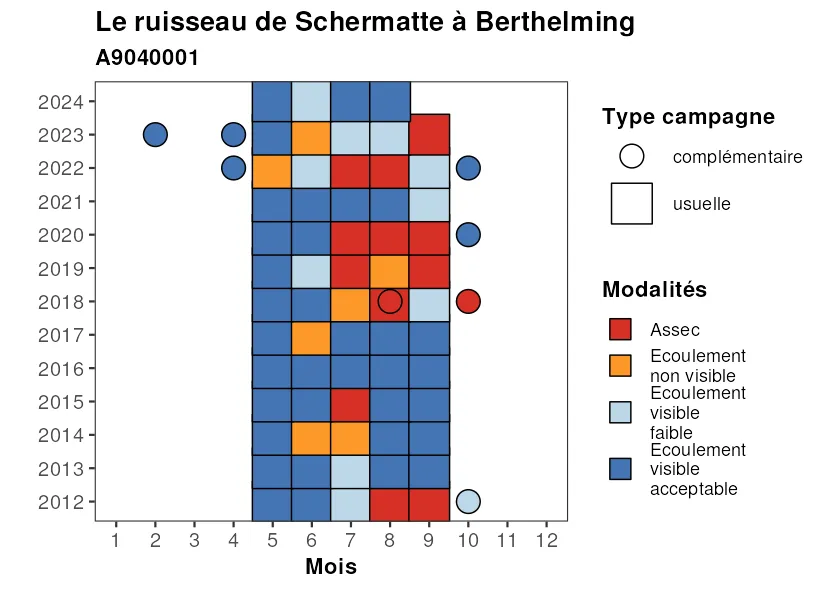 Le ruisseau de Schermatte à Berthelming
A9040001
2024
2023
2022
2021
2020
2019
2018
2017
2016
2015
2014
2013
2012
1 2 3 4 5 6 7 8 9 10 11 12
Mois
Type campagne
complémentaire
usuelle
Modalités
Assec
Ecoulement
non visible
Ecoulement
visible
faible
Ecoulement
visible
acceptable